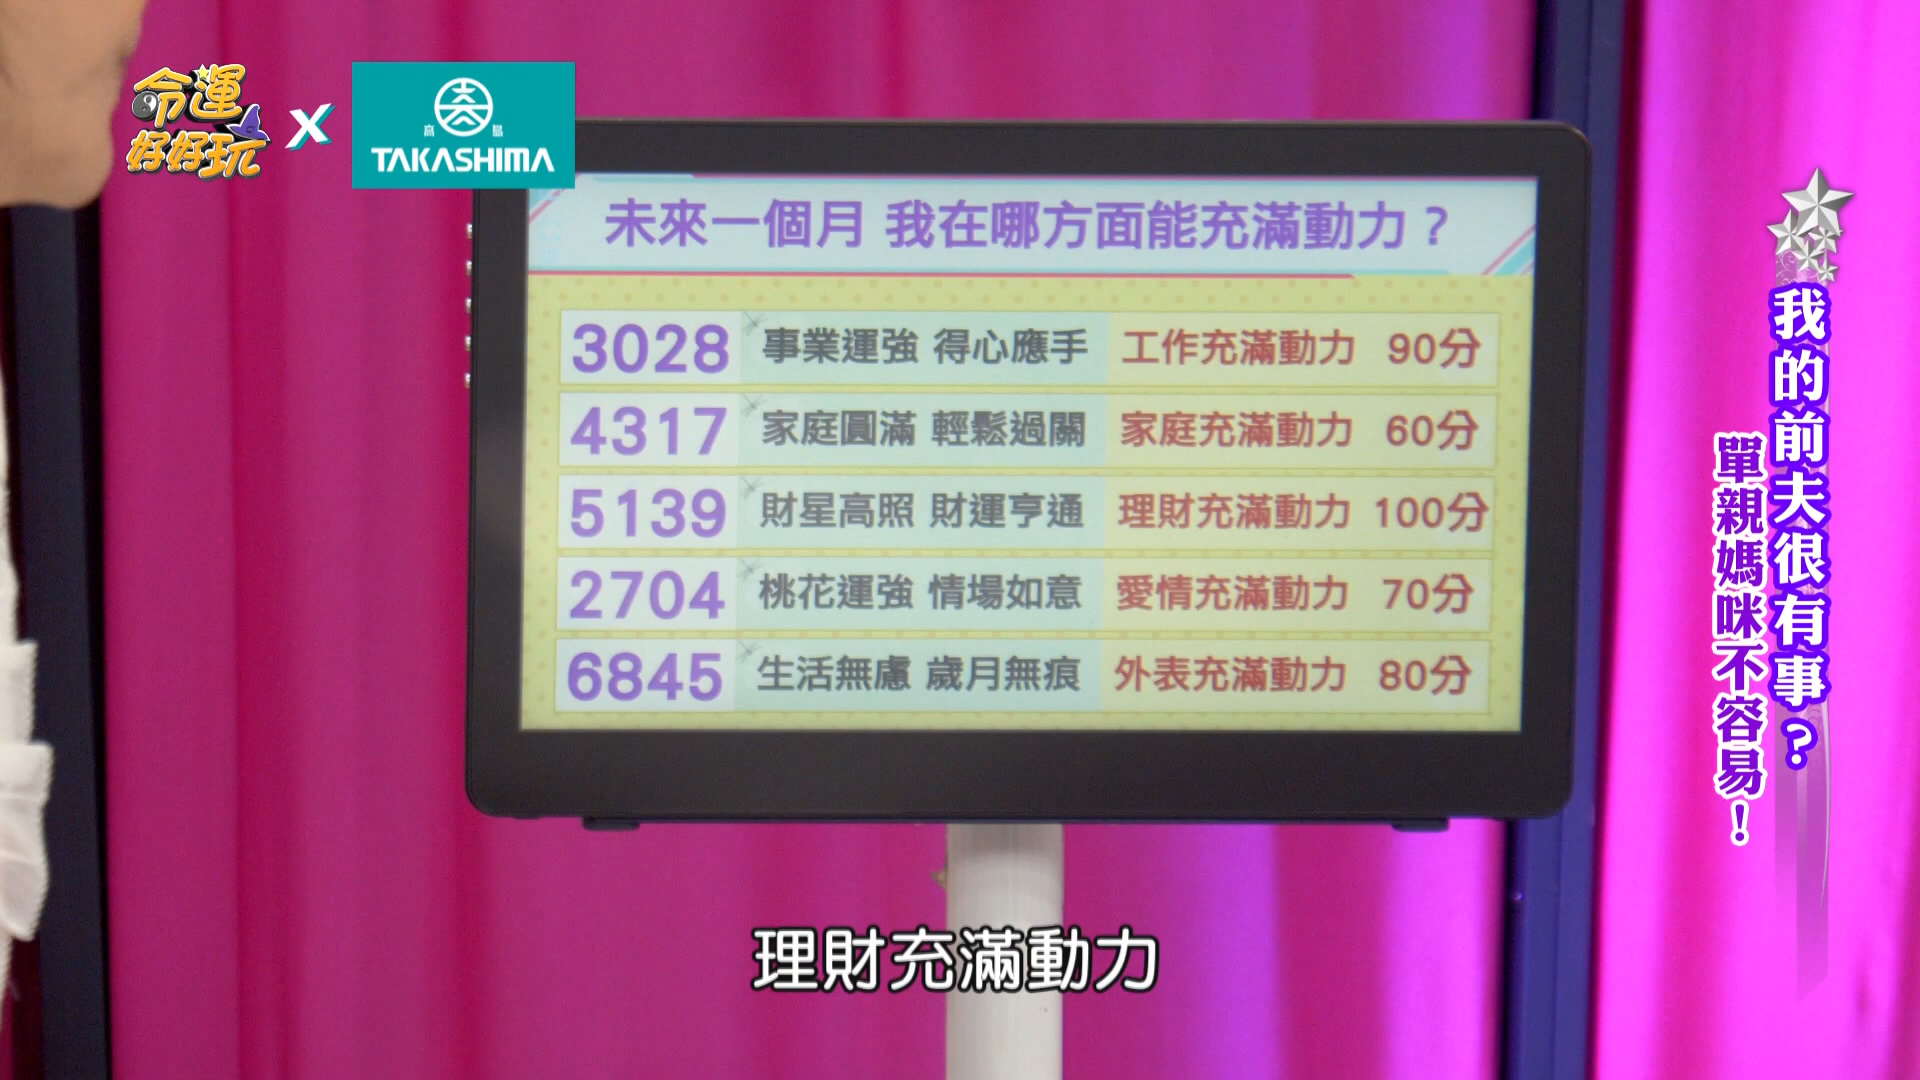 命運
好好玩
X
高島
TAKASHIMA
未來一個月 我在哪方面能充滿動力？
3028 事業運強 得心應手 工作充滿動力 90分
4317 家庭圓滿 輕鬆過關 家庭充滿動力 60分
5139 財星高照 財運亨通 理財充滿動力 100分
2704 桃花運強 情場如意 愛情充滿動力 70分
6845 生活無慮 歲月無痕 外表充滿動力 80分
我的前夫很有事？
單親媽咪不容易！
理財充滿動力